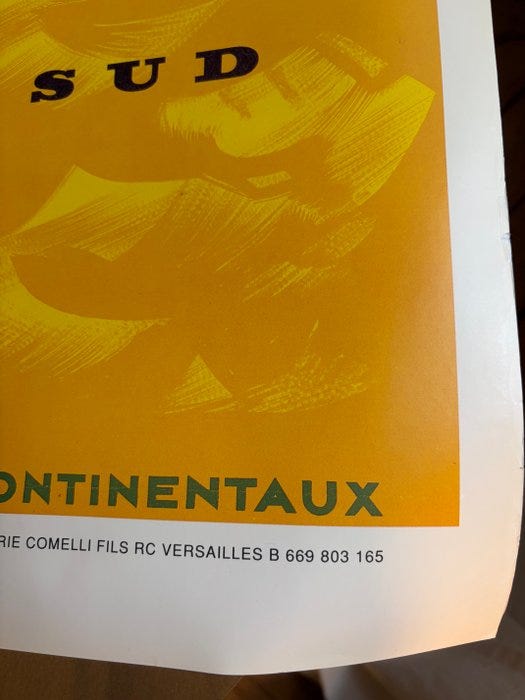 SUD
ONTINENTAUX
RIE COMELLI FILS RC VERSAILLES B 669 803 165